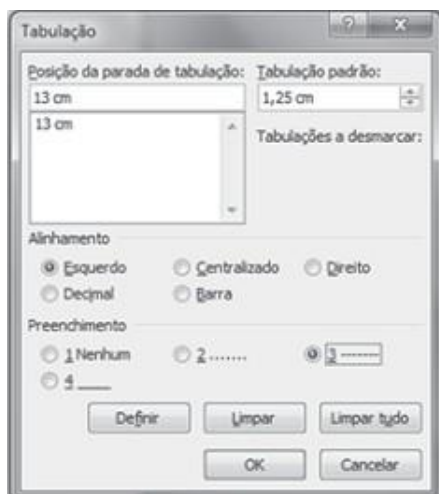 Tabulação
Posição da parada de tabulação: Tabulação padrão:
13 cm 1,25 cm
13 cm
Tabulações a desmarcar:
Alinhamento
Esquerdo Centralizado Direito
Decimal Barra
Preenchimento
1 Nenhum 2 ....... 3 -------
4 ____
Definir Limpar Limpar tudo
OK Cancelar